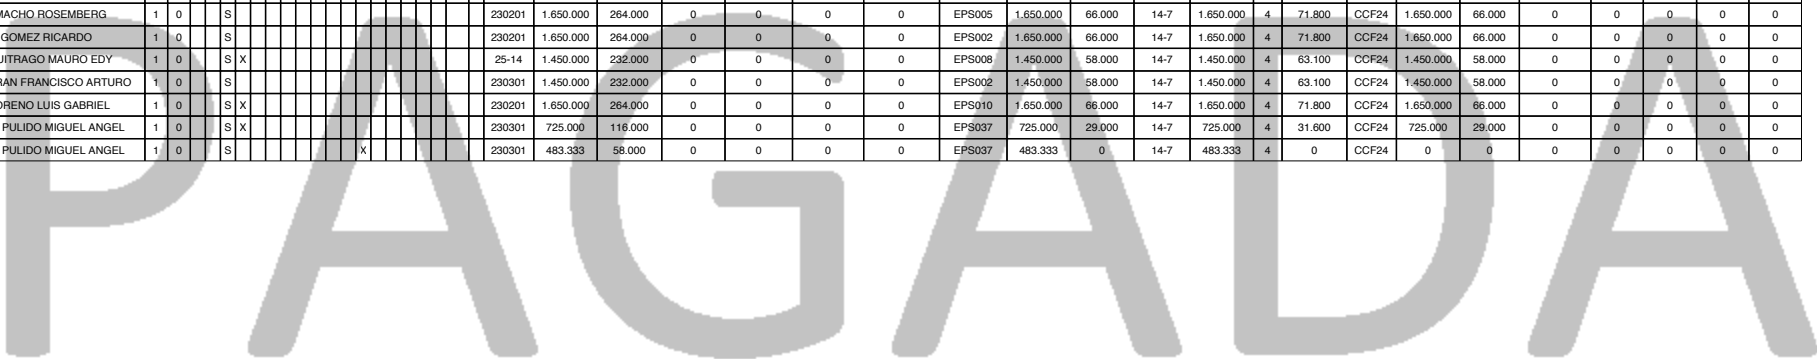 MACHO ROSEMBERG 1 0 S 230201 1.650.000 264.000 0 0 0 0 EPS005 1.650.000 66.000 14-7 1.650.000 4 71.800 CCF24 1.650.000 66.000 0 0 0 0 0
GOMEZ RICARDO 1 0 S 230201 1.650.000 264.000 0 0 0 0 EPS002 1.650.000 66.000 14-7 1.650.000 4 71.800 CCF24 1.650.000 66.000 0 0 0 0 0
UITRAGO MAURO EDY 1 0 S X 25-14 1.450.000 232.000 0 0 0 0 EPS008 1.450.000 58.000 14-7 1.450.000 4 63.100 CCF24 1.450.000 58.000 0 0 0 0 0
RAN FRANCISCO ARTURO 1 0 S 230301 1.450.000 232.000 0 0 0 0 EPS002 1.450.000 58.000 14-7 1.450.000 4 63.100 CCF24 1.450.000 58.000 0 0 0 0 0
ORENO LUIS GABRIEL 1 0 S X 230201 1.650.000 264.000 0 0 0 0 EPS010 1.650.000 66.000 14-7 1.650.000 4 71.800 CCF24 1.650.000 66.000 0 0 0 0 0
PULIDO MIGUEL ANGEL 1 0 S X 230301 725.000 116.000 0 0 0 0 EPS037 725.000 29.000 14-7 725.000 4 31.600 CCF24 725.000 29.000 0 0 0 0 0
PULIDO MIGUEL ANGEL 1 0 S X 230301 483.333 58.000 0 0 0 0 EPS037 483.333 0 14-7 483.333 4 0 CCF24 0 0 0 0 0 0 0
PAGADA